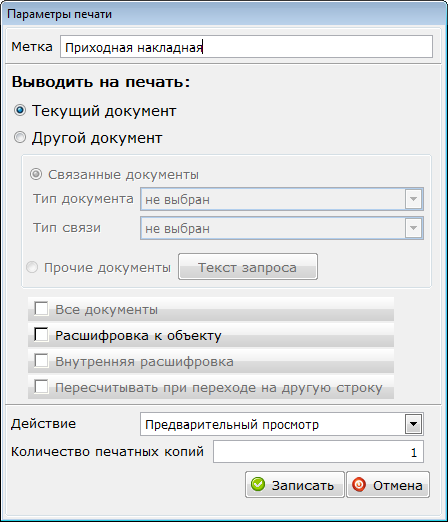 Параметры печати
Метка Приходная накладная
Выводить на печать:
Текущий документ
Другой документ
Связанные документы
Тип документа не выбран
Тип связи не выбран
Прочие документы Текст запроса
Все документы
Расшифровка к объекту
Внутренняя расшифровка
Пересчитывать при переходе на другую строку
Действие Предварительный просмотр
Количество печатных копий 1
Записать Отмена